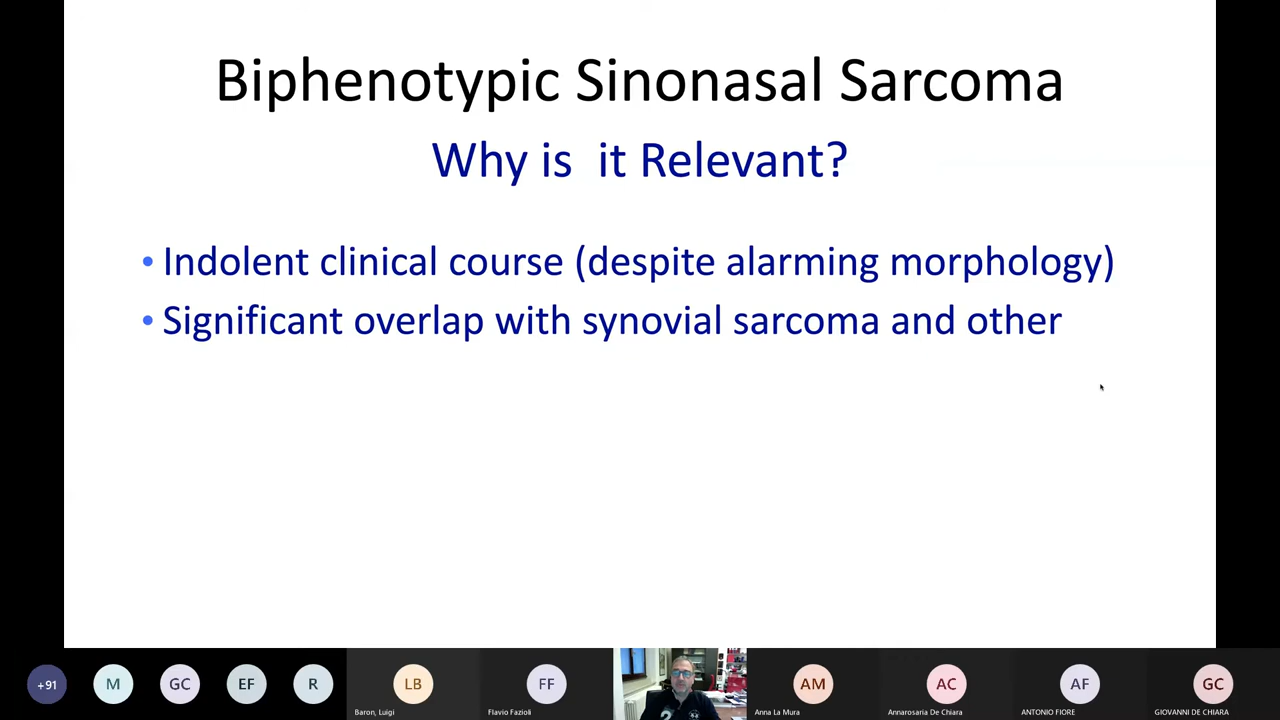 Biphenotypic Sinonasal Sarcoma
Why is  it Relevant?
• Indolent clinical course (despite alarming morphology)
• Significant overlap with synovial sarcoma and other
+91
M
GC
EF
R
LB
Baron, Luigi
FF
Flavio Fazioli
AM
Anna La Mura
AC
Annarosaria De Chiara
AF
ANTONIO FIORE
GC
GIOVANNI DE CHIARA